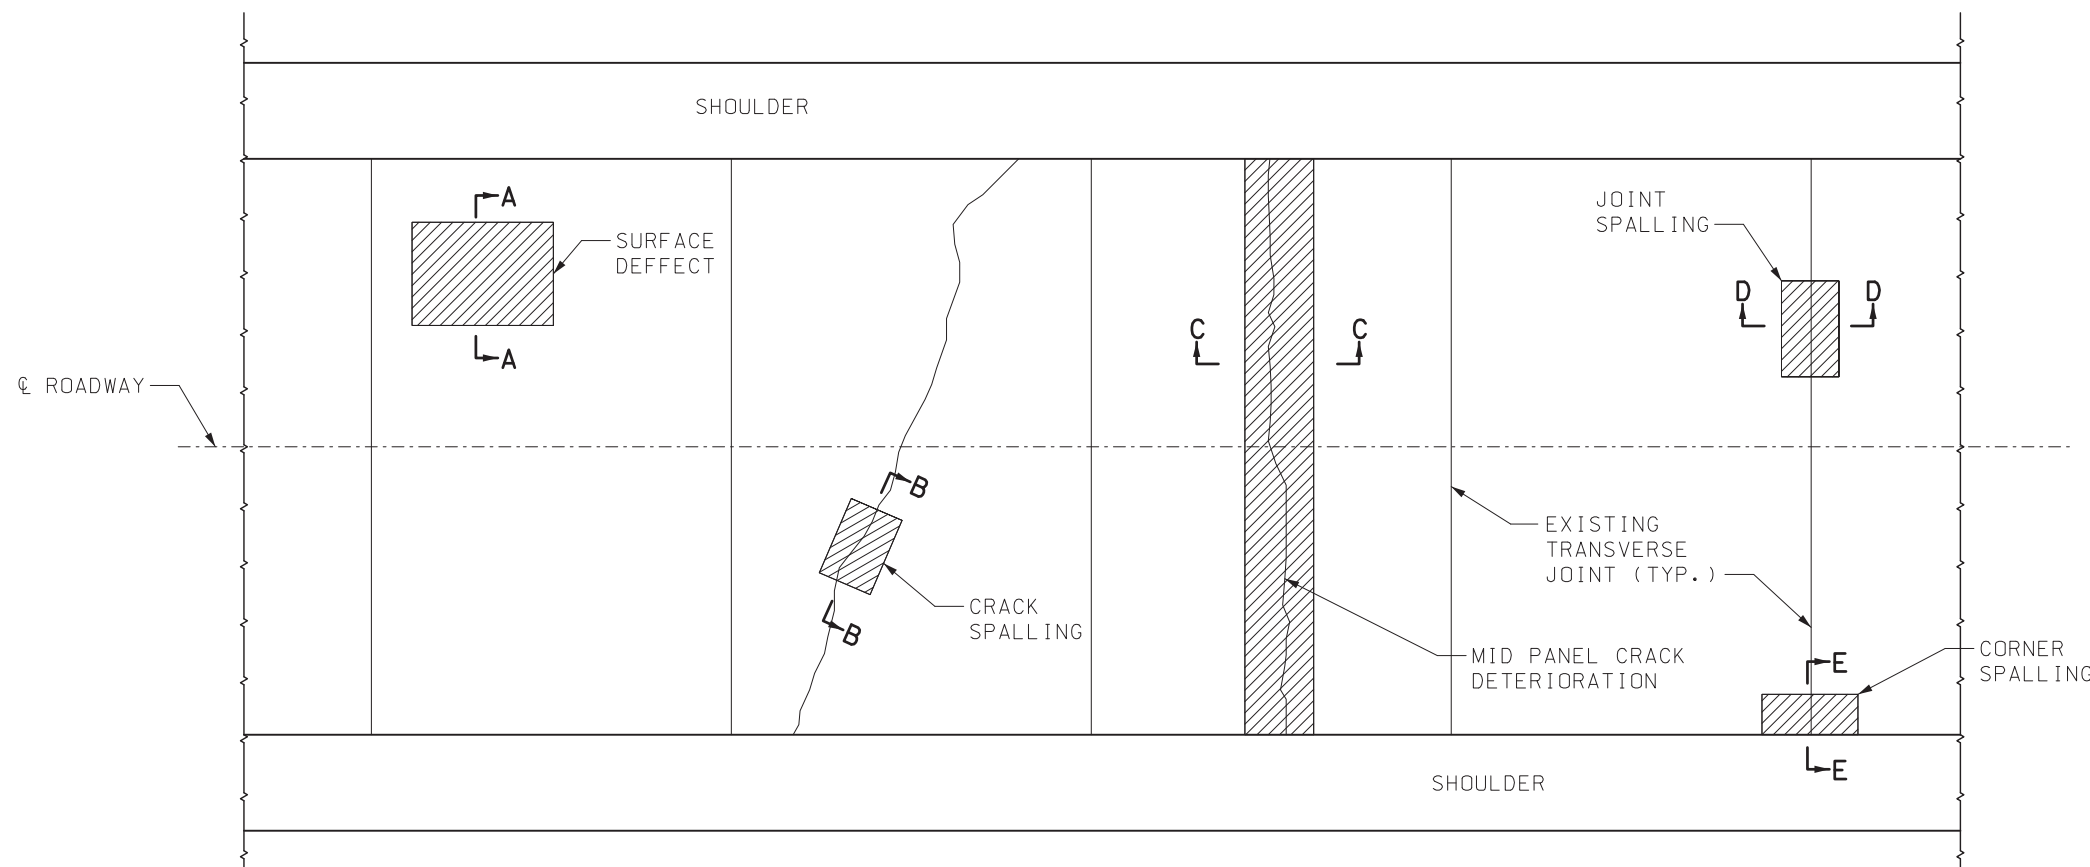 SHOULDER
A
JOINT
SPALLING
SURFACE
DEFFECT
D
D
C
C
A
℄ ROADWAY
B
EXISTING
TRANSVERSE
JOINT (TYP.)
CRACK
SPALLING
B
MID PANEL CRACK
DETERIORATION
E
CORNER
SPALLING
E
SHOULDER